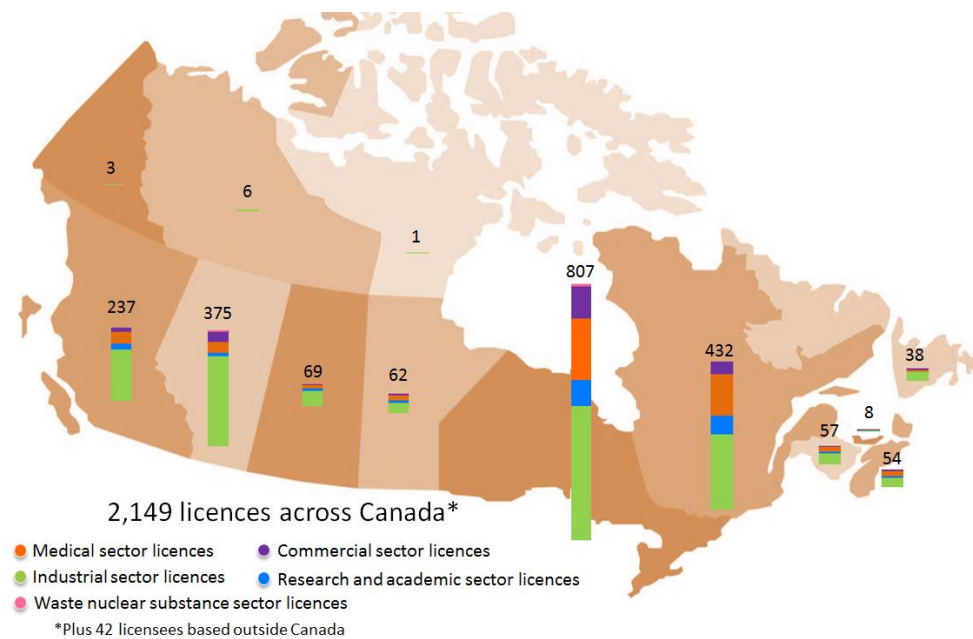 3
6
1
807
237
375
432
69
62
38
8
57
54
2,149 licences across Canada*
Medical sector licences
Commercial sector licences
Industrial sector licences
Research and academic sector licences
Waste nuclear substance sector licences
*Plus 42 licensees based outside Canada